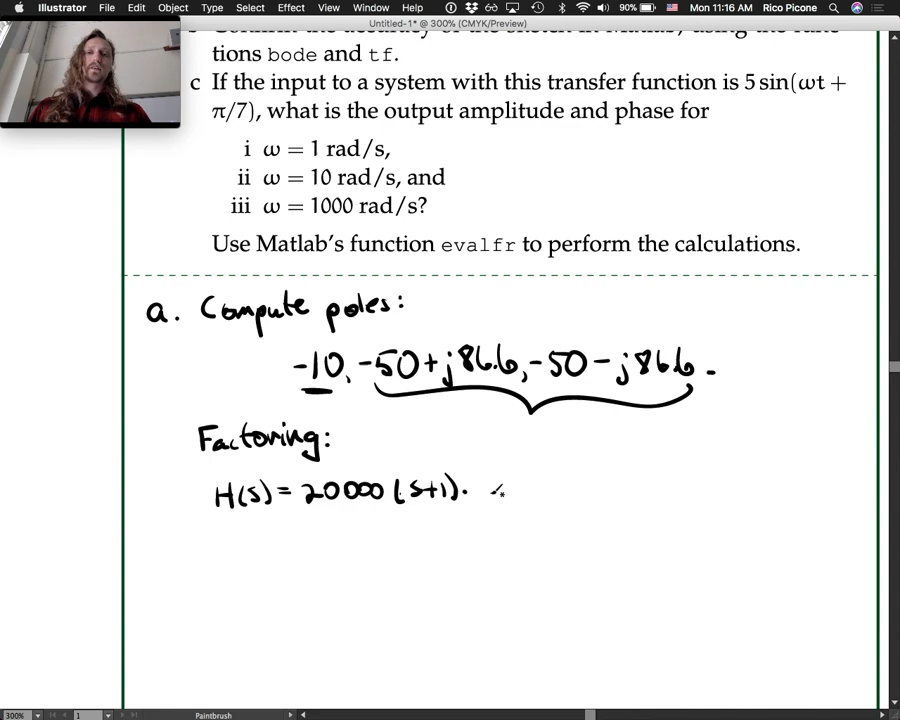 Illustrator File Edit Object Type Select Effect View Window Help 90% Mon 11:16 AM Rico Picone
Untitled-1* @ 300% (CMYK/Preview)
tions bode and tf.
c If the input to a system with this transfer function is 5 sin(ωt +
π/7), what is the output amplitude and phase for
i ω = 1 rad/s,
ii ω = 10 rad/s, and
iii ω = 1000 rad/s?
Use Matlab's function evalfr to perform the calculations.
a. Compute poles:
-10, -50+j86.6, -50-j86.6.
Factoring:
H(s) = 20000 (s+1).
300% 1 Paintbrush